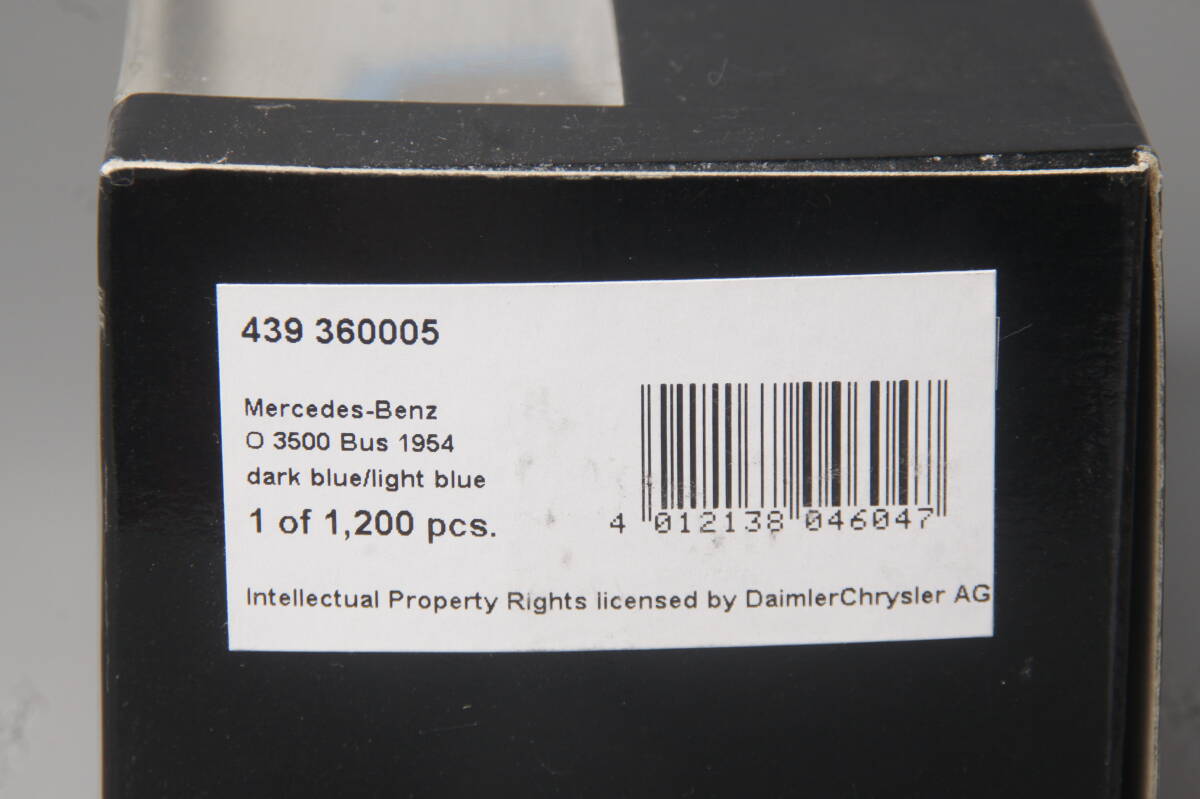 439 360005
Mercedes-Benz
O 3500 Bus 1954
dark blue/light blue
1 of 1,200 pcs.
4 012138 046047
Intellectual Property Rights licensed by DaimlerChrysler AG